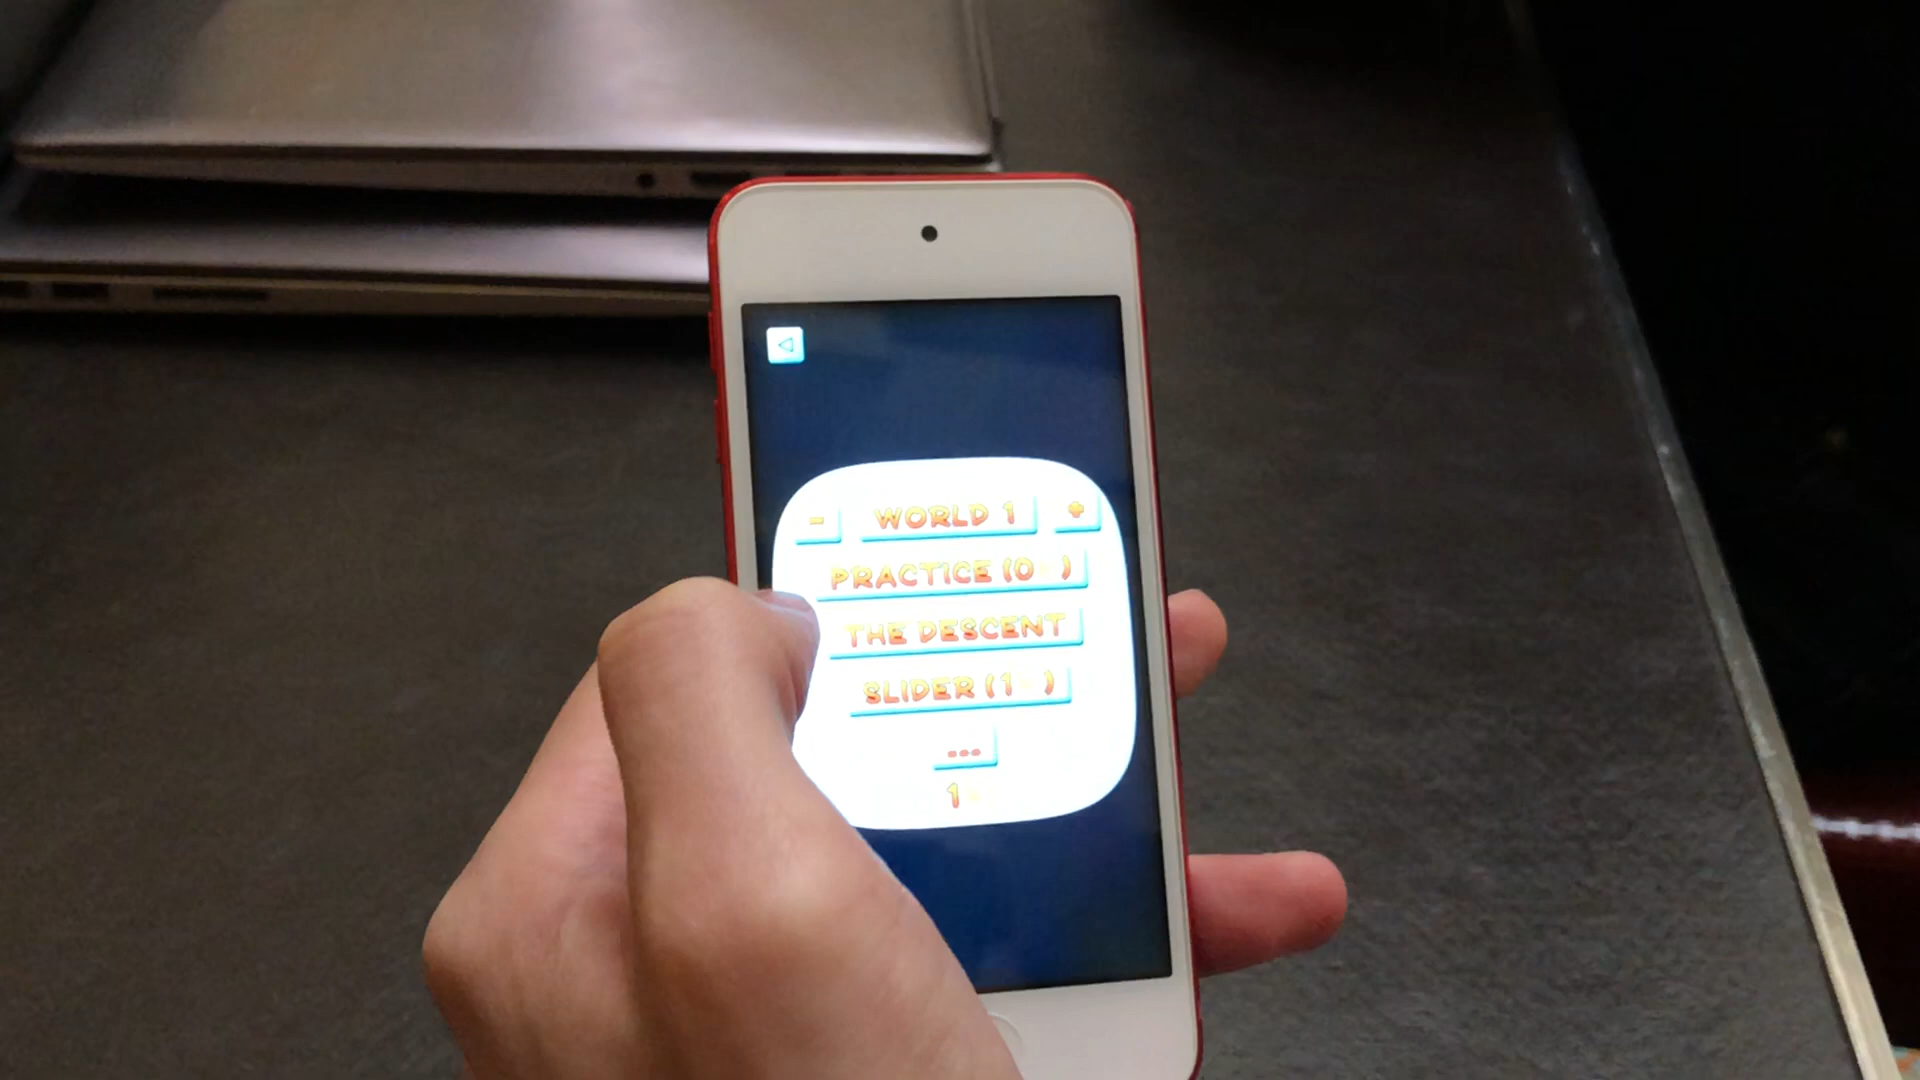 - WORLD 1 +
PRACTICE (0 )
THE DESCENT
SLIDER (1 )
...
1